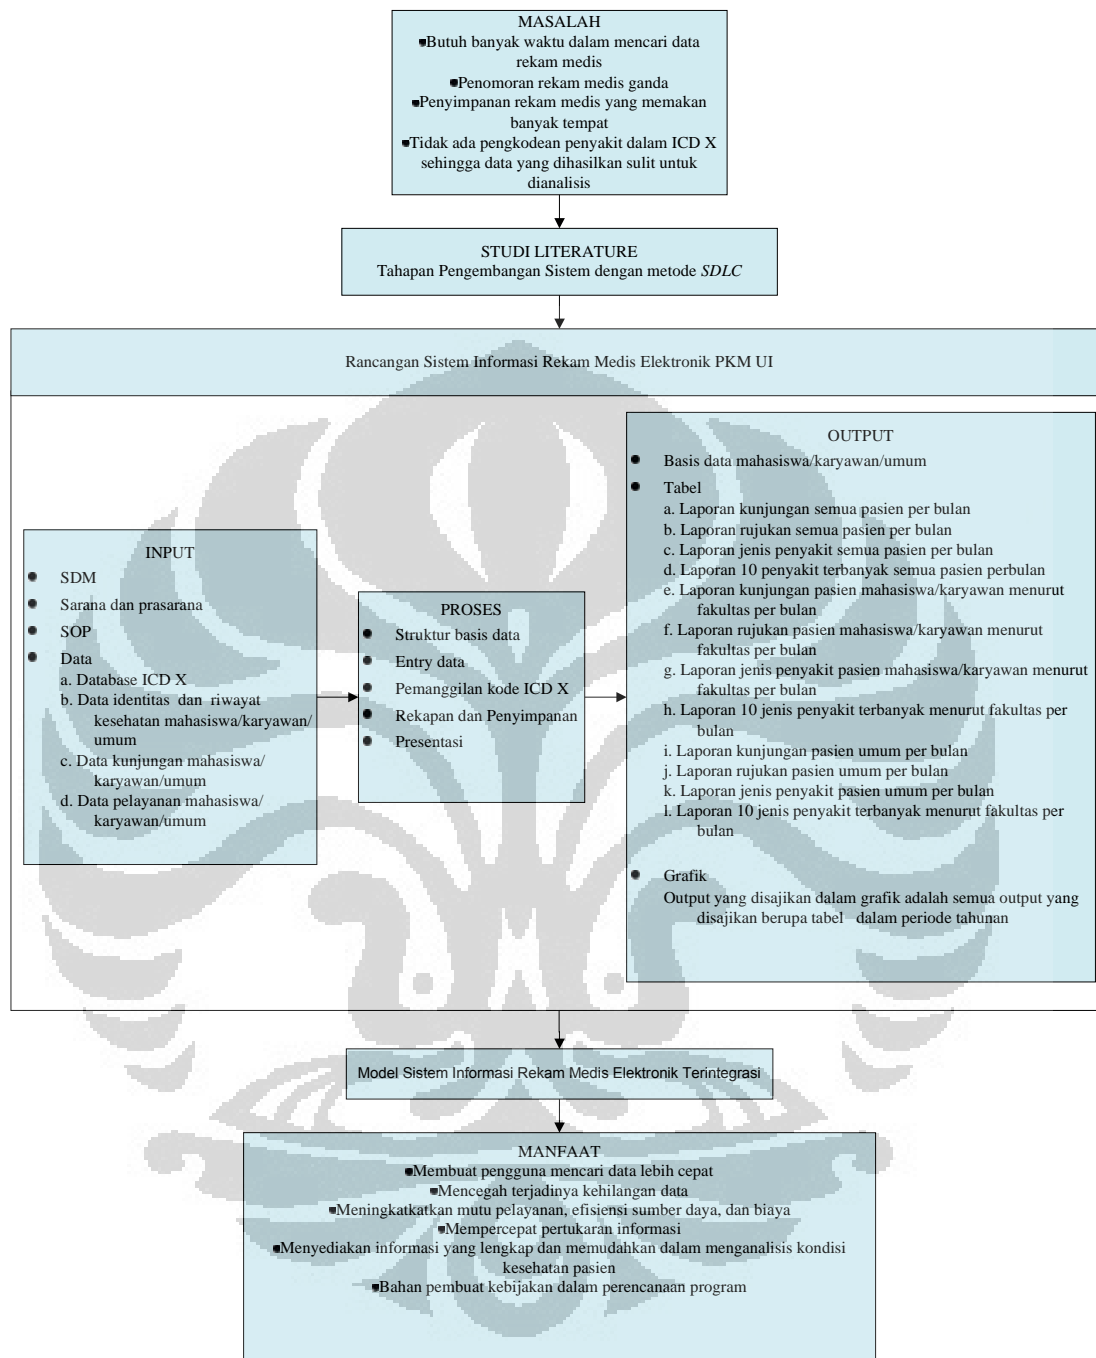 MASALAH
▪Butuh banyak waktu dalam mencari data
rekam medis
▪Penomoran rekam medis ganda
▪Penyimpanan rekam medis yang memakan
banyak tempat
▪Tidak ada pengkodean penyakit dalam ICD X
sehingga data yang dihasilkan sulit untuk
dianalisis
STUDI LITERATURE
Tahapan Pengembangan Sistem dengan metode SDLC
Rancangan Sistem Informasi Rekam Medis Elektronik PKM UI
INPUT
• SDM
• Sarana dan prasarana
• SOP
• Data
a. Database ICD X
b. Data identitas dan riwayat
kesehatan mahasiswa/karyawan/
umum
c. Data kunjungan mahasiswa/
karyawan/umum
d. Data pelayanan mahasiswa/
karyawan/umum
PROSES
• Struktur basis data
• Entry data
• Pemanggilan kode ICD X
• Rekapan dan Penyimpanan
• Presentasi
OUTPUT
• Basis data mahasiswa/karyawan/umum
• Tabel
a. Laporan kunjungan semua pasien per bulan
b. Laporan rujukan semua pasien per bulan
c. Laporan jenis penyakit semua pasien per bulan
d. Laporan 10 penyakit terbanyak semua pasien perbulan
e. Laporan kunjungan pasien mahasiswa/karyawan menurut
fakultas per bulan
f. Laporan rujukan pasien mahasiswa/karyawan menurut
fakultas per bulan
g. Laporan jenis penyakit pasien mahasiswa/karyawan menurut
fakultas per bulan
h. Laporan 10 jenis penyakit terbanyak menurut fakultas per
bulan
i. Laporan kunjungan pasien umum per bulan
j. Laporan rujukan pasien umum per bulan
k. Laporan jenis penyakit pasien umum per bulan
l. Laporan 10 jenis penyakit terbanyak menurut fakultas per
bulan
• Grafik
Output yang disajikan dalam grafik adalah semua output yang
disajikan berupa tabel dalam periode tahunan
Model Sistem Informasi Rekam Medis Elektronik Terintegrasi
MANFAAT
▪Membuat pengguna mencari data lebih cepat
▪Mencegah terjadinya kehilangan data
▪Meningkatkatkan mutu pelayanan, efisiensi sumber daya, dan biaya
▪Mempercepat pertukaran informasi
▪Menyediakan informasi yang lengkap dan memudahkan dalam menganalisis kondisi
kesehatan pasien
▪Bahan pembuat kebijakan dalam perencanaan program